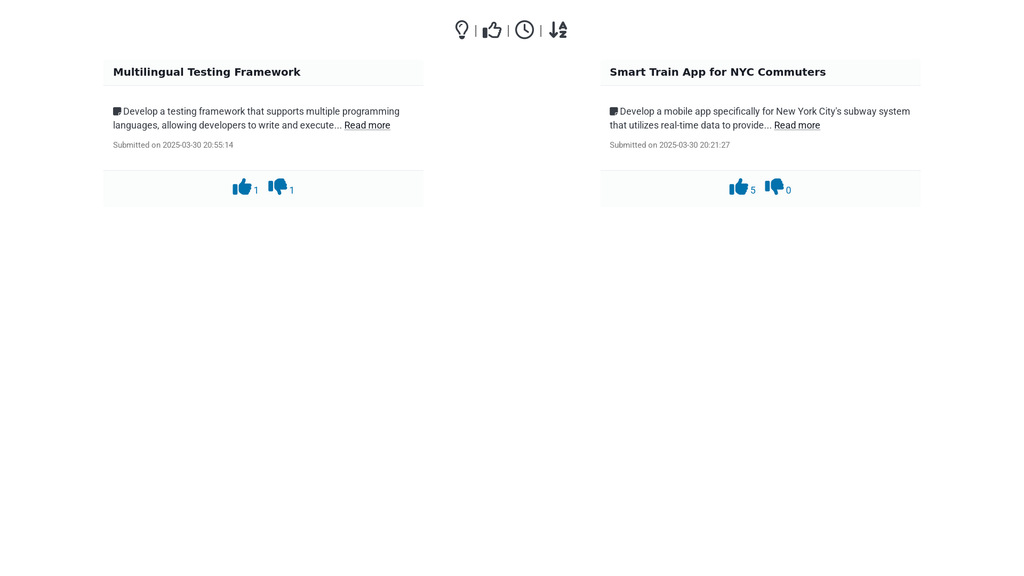 | | |
Multilingual Testing Framework
Develop a testing framework that supports multiple programming
languages, allowing developers to write and execute... Read more
Submitted on 2025-03-30 20:55:14
1 1
Smart Train App for NYC Commuters
Develop a mobile app specifically for New York City's subway system
that utilizes real-time data to provide... Read more
Submitted on 2025-03-30 20:21:27
5 0